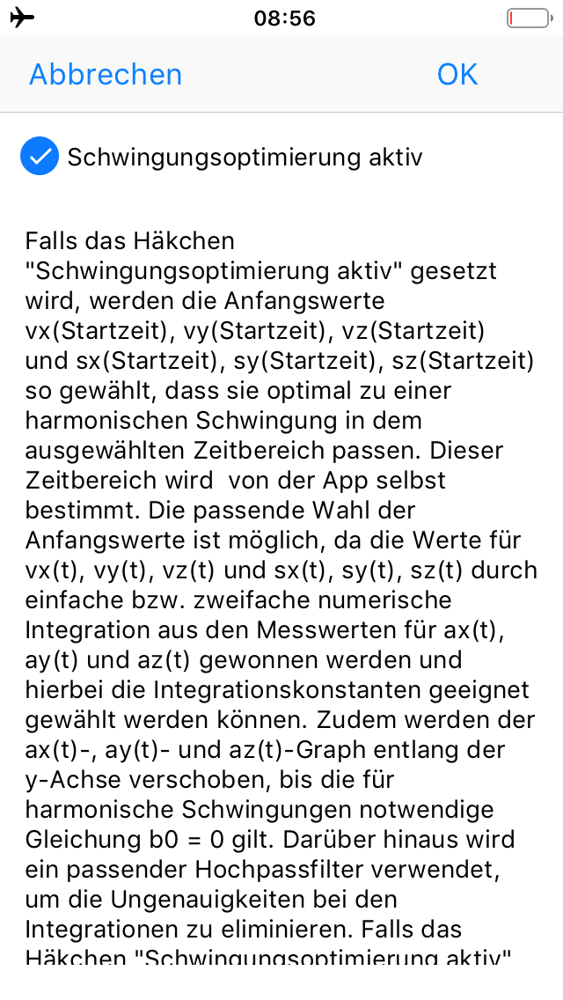 08:56
Abbrechen
OK
Schwingungsoptimierung aktiv
Falls das Häkchen
"Schwingungsoptimierung aktiv" gesetzt
wird, werden die Anfangswerte
vx(Startzeit), vy(Startzeit), vz(Startzeit)
und sx(Startzeit), sy(Startzeit), sz(Startzeit)
so gewählt, dass sie optimal zu einer
harmonischen Schwingung in dem
ausgewählten Zeitbereich passen. Dieser
Zeitbereich wird  von der App selbst
bestimmt. Die passende Wahl der
Anfangswerte ist möglich, da die Werte für
vx(t), vy(t), vz(t) und sx(t), sy(t), sz(t) durch
einfache bzw. zweifache numerische
Integration aus den Messwerten für ax(t),
ay(t) und az(t) gewonnen werden und
hierbei die Integrationskonstanten geeignet
gewählt werden können. Zudem werden der
ax(t)-, ay(t)- und az(t)-Graph entlang der
y-Achse verschoben, bis die für
harmonische Schwingungen notwendige
Gleichung b0 = 0 gilt. Darüber hinaus wird
ein passender Hochpassfilter verwendet,
um die Ungenauigkeiten bei den
Integrationen zu eliminieren. Falls das
Häkchen "Schwingungsoptimierung aktiv"